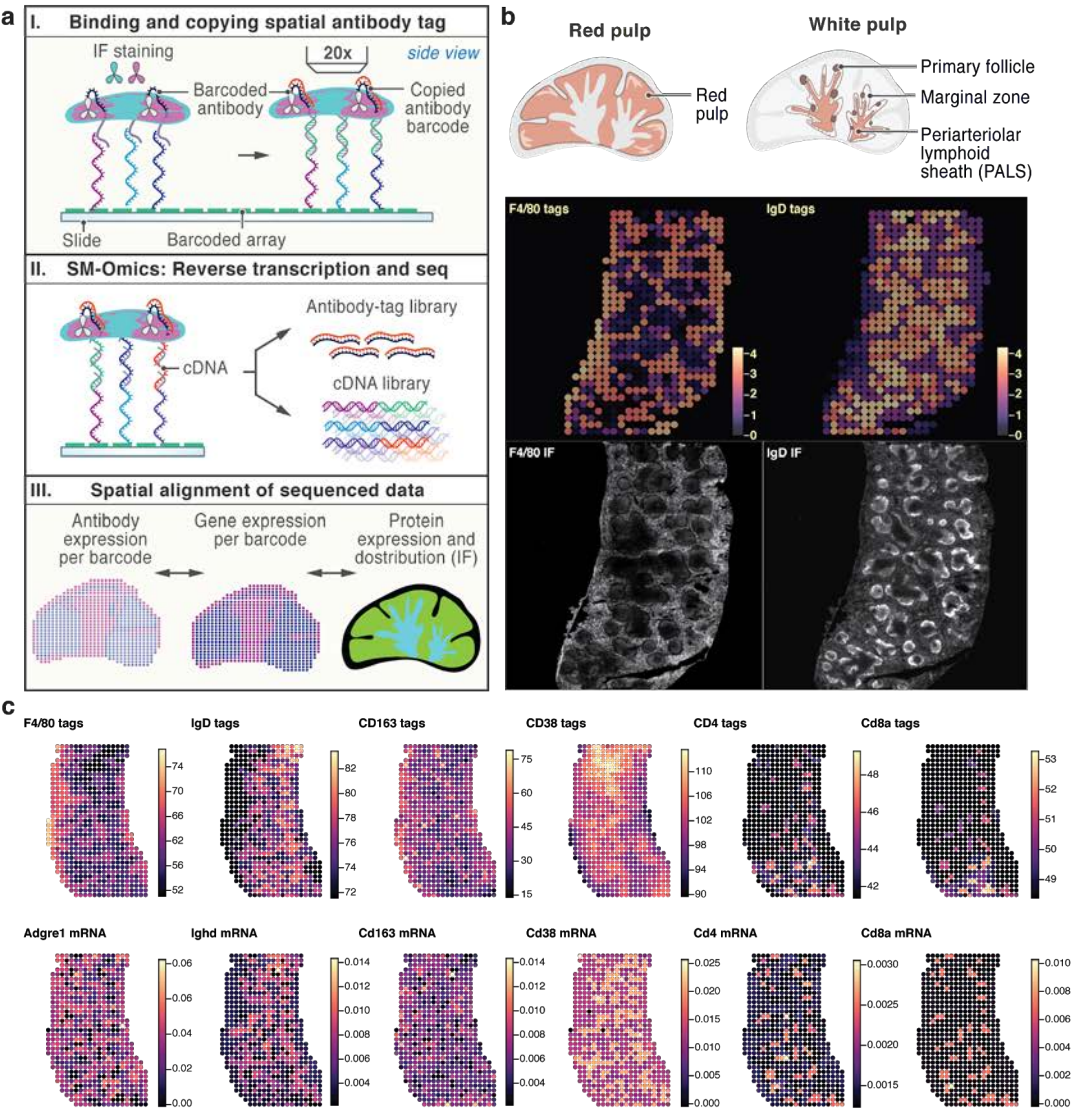 a
I. Binding and copying spatial antibody tag
IF staining
20x
side view
Barcoded
antibody
Copied
antibody
barcode
Slide
Barcoded array
II. SM-Omics: Reverse transcription and seq
Antibody-tag library
cDNA
cDNA library
III. Spatial alignment of sequenced data
Antibody
expression
per barcode
Gene expression
per barcode
Protein
expression and
dostribution (IF)
b
Red pulp
White pulp
Red
pulp
Primary follicle
Marginal zone
Periarteriolar
lymphoid
sheath (PALS)
F4/80 tags
4
3
2
1
0
IgD tags
4
3
2
1
0
F4/80 IF
IgD IF
c
F4/80 tags
74
70
66
62
56
52
IgD tags
82
80
78
76
74
72
CD163 tags
75
60
45
30
15
CD38 tags
110
106
102
98
94
90
CD4 tags
48
46
44
42
Cd8a tags
53
52
51
50
49
Adgre1 mRNA
0.06
0.06
0.04
0.02
0.00
Ighd mRNA
0.014
0.012
0.010
0.008
0.006
0.004
Cd163 mRNA
0.014
0.012
0.010
0.008
0.006
0.004
Cd38 mRNA
0.025
0.020
0.015
0.010
0.005
0.000
Cd4 mRNA
0.0030
0.0025
0.0020
0.0015
Cd8a mRNA
0.010
0.008
0.006
0.004
0.002
0.000